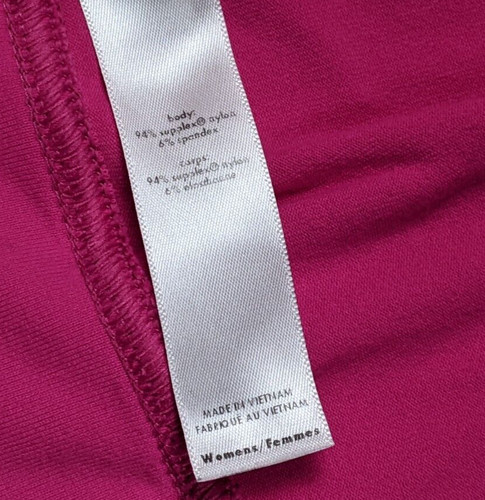 body:
94% supplex® nylon
6% spandex
corps:
94% supplex® nylon
6% elasthanne
MADE IN VIETNAM
FABRIQUÉ AU VIETNAM
Womens/Femmes